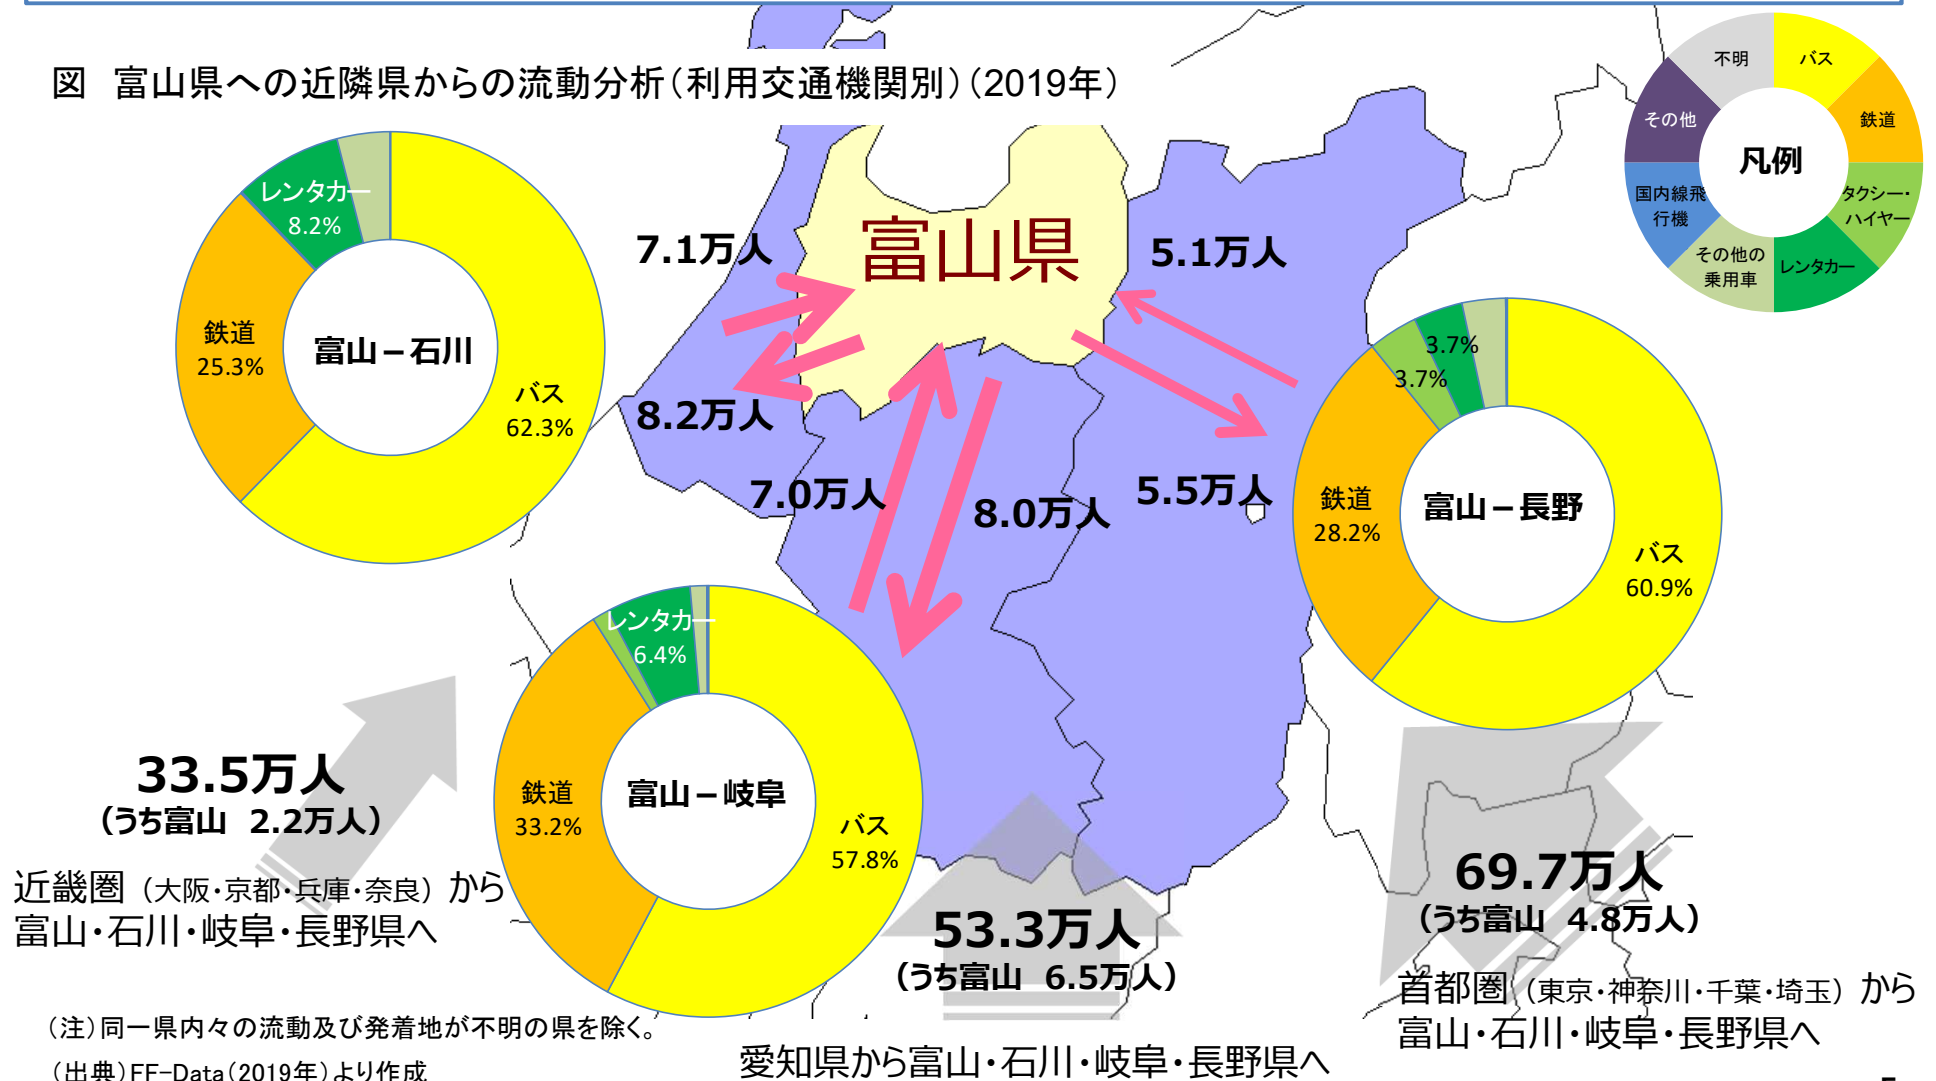 図 富山県への近隣県からの流動分析（利用交通機関別）（2019年）
不明
バス
その他
鉄道
凡例
国内線飛
行機
タクシー・
ハイヤー
その他の
乗用車
レンタカー
レンタカー
8.2%
鉄道
25.3%
富山－石川
バス
62.3%
富山県
7.1万人
5.1万人
8.2万人
7.0万人
8.0万人
5.5万人
3.7%
3.7%
鉄道
28.2%
富山－長野
バス
60.9%
レンタカー
6.4%
鉄道
33.2%
富山－岐阜
バス
57.8%
33.5万人
（うち富山 2.2万人）
近畿圏（大阪・京都・兵庫・奈良）から
富山・石川・岐阜・長野県へ
53.3万人
（うち富山 6.5万人）
愛知県から富山・石川・岐阜・長野県へ
69.7万人
（うち富山 4.8万人）
首都圏（東京・神奈川・千葉・埼玉）から
富山・石川・岐阜・長野県へ
（注）同一県内々の流動及び発着地が不明の県を除く。
（出典）FF-Data（2019年）より作成